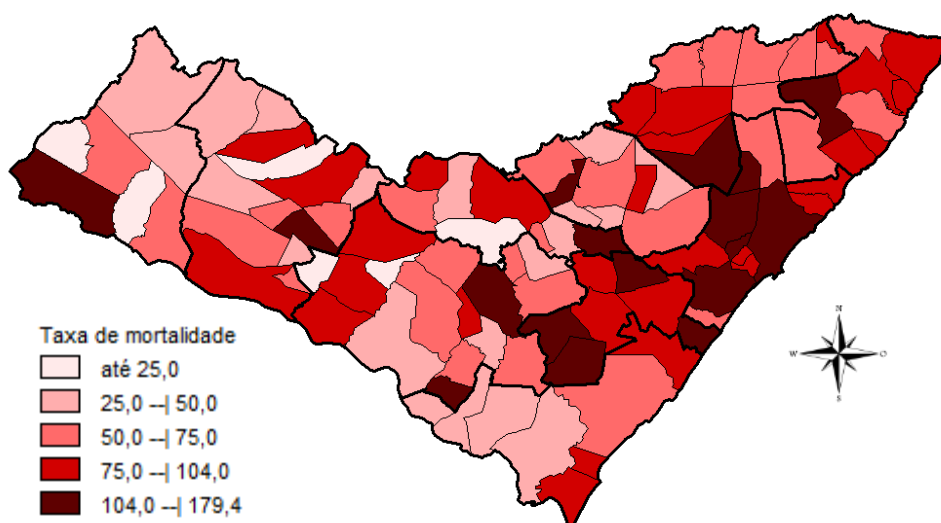 Taxa de mortalidade
até 25,0
25,0 --| 50,0
50,0 --| 75,0
75,0 --| 104,0
104,0 --| 179,4
N
W
O
S